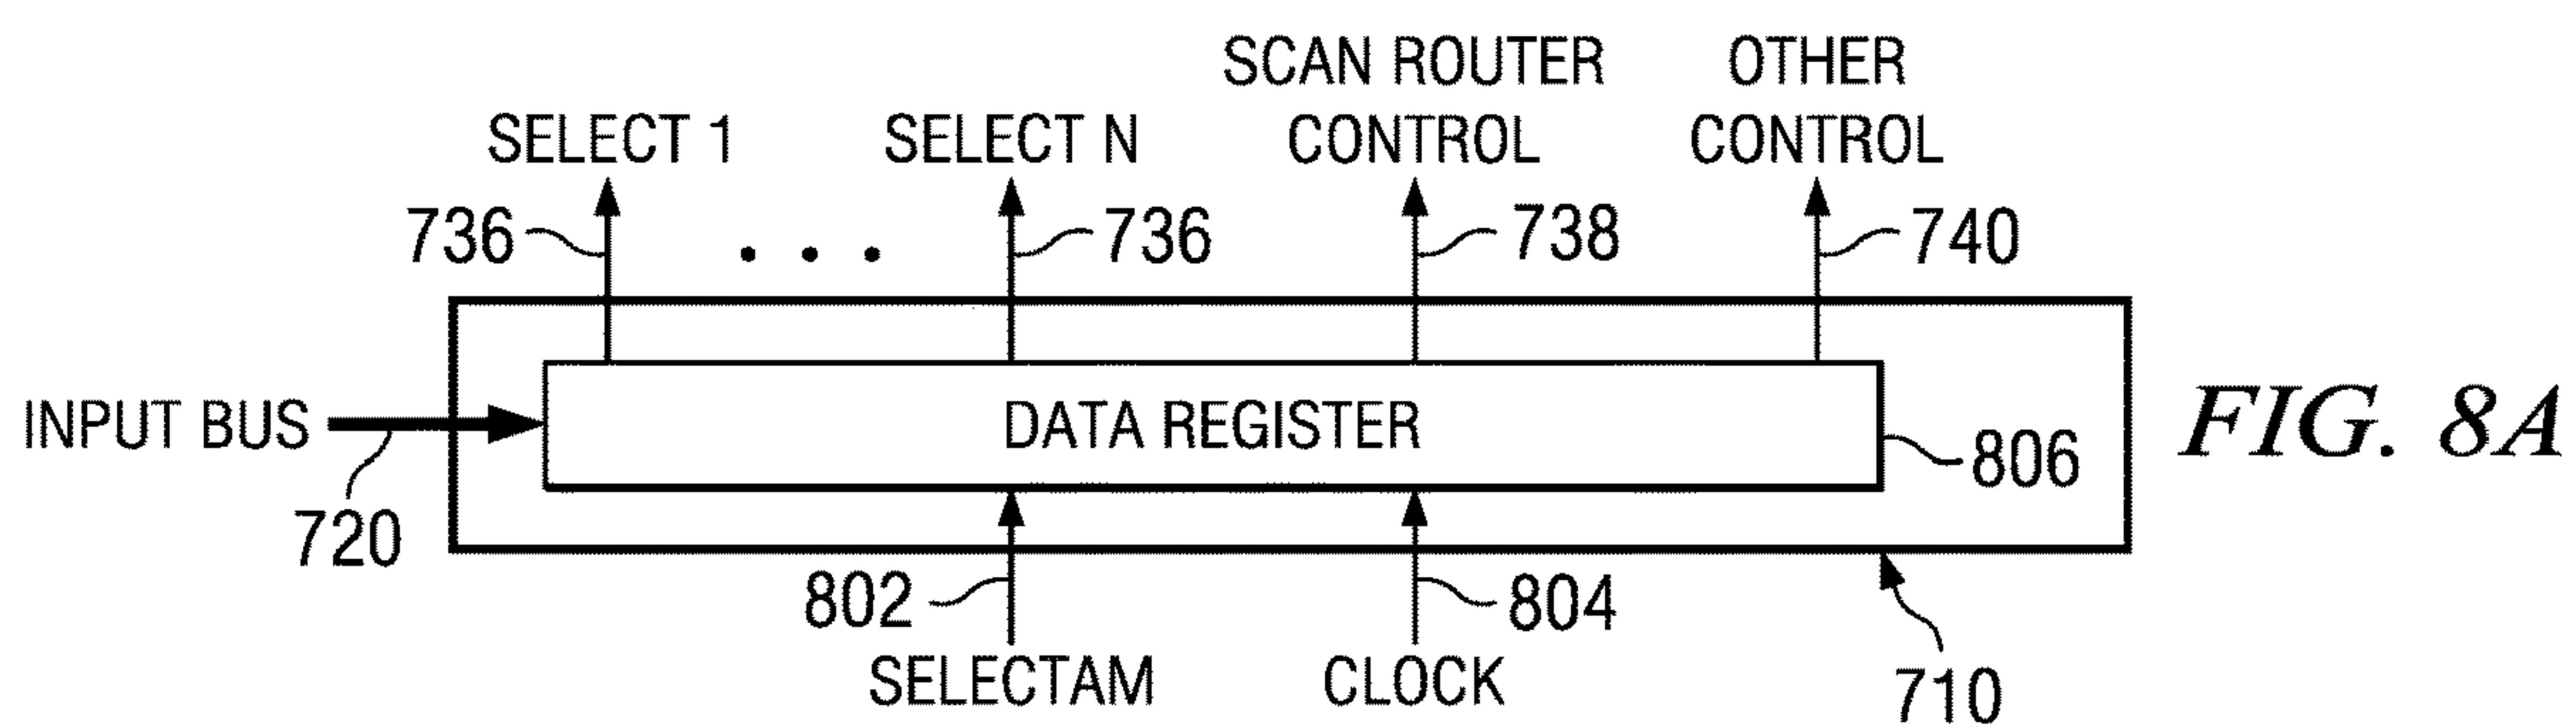 SCAN ROUTER OTHER
SELECT 1 SELECT N CONTROL CONTROL
736 736 738 740
. . .
INPUT BUS DATA REGISTER 806 FIG. 8A
720
802 804
SELECTAM CLOCK 710